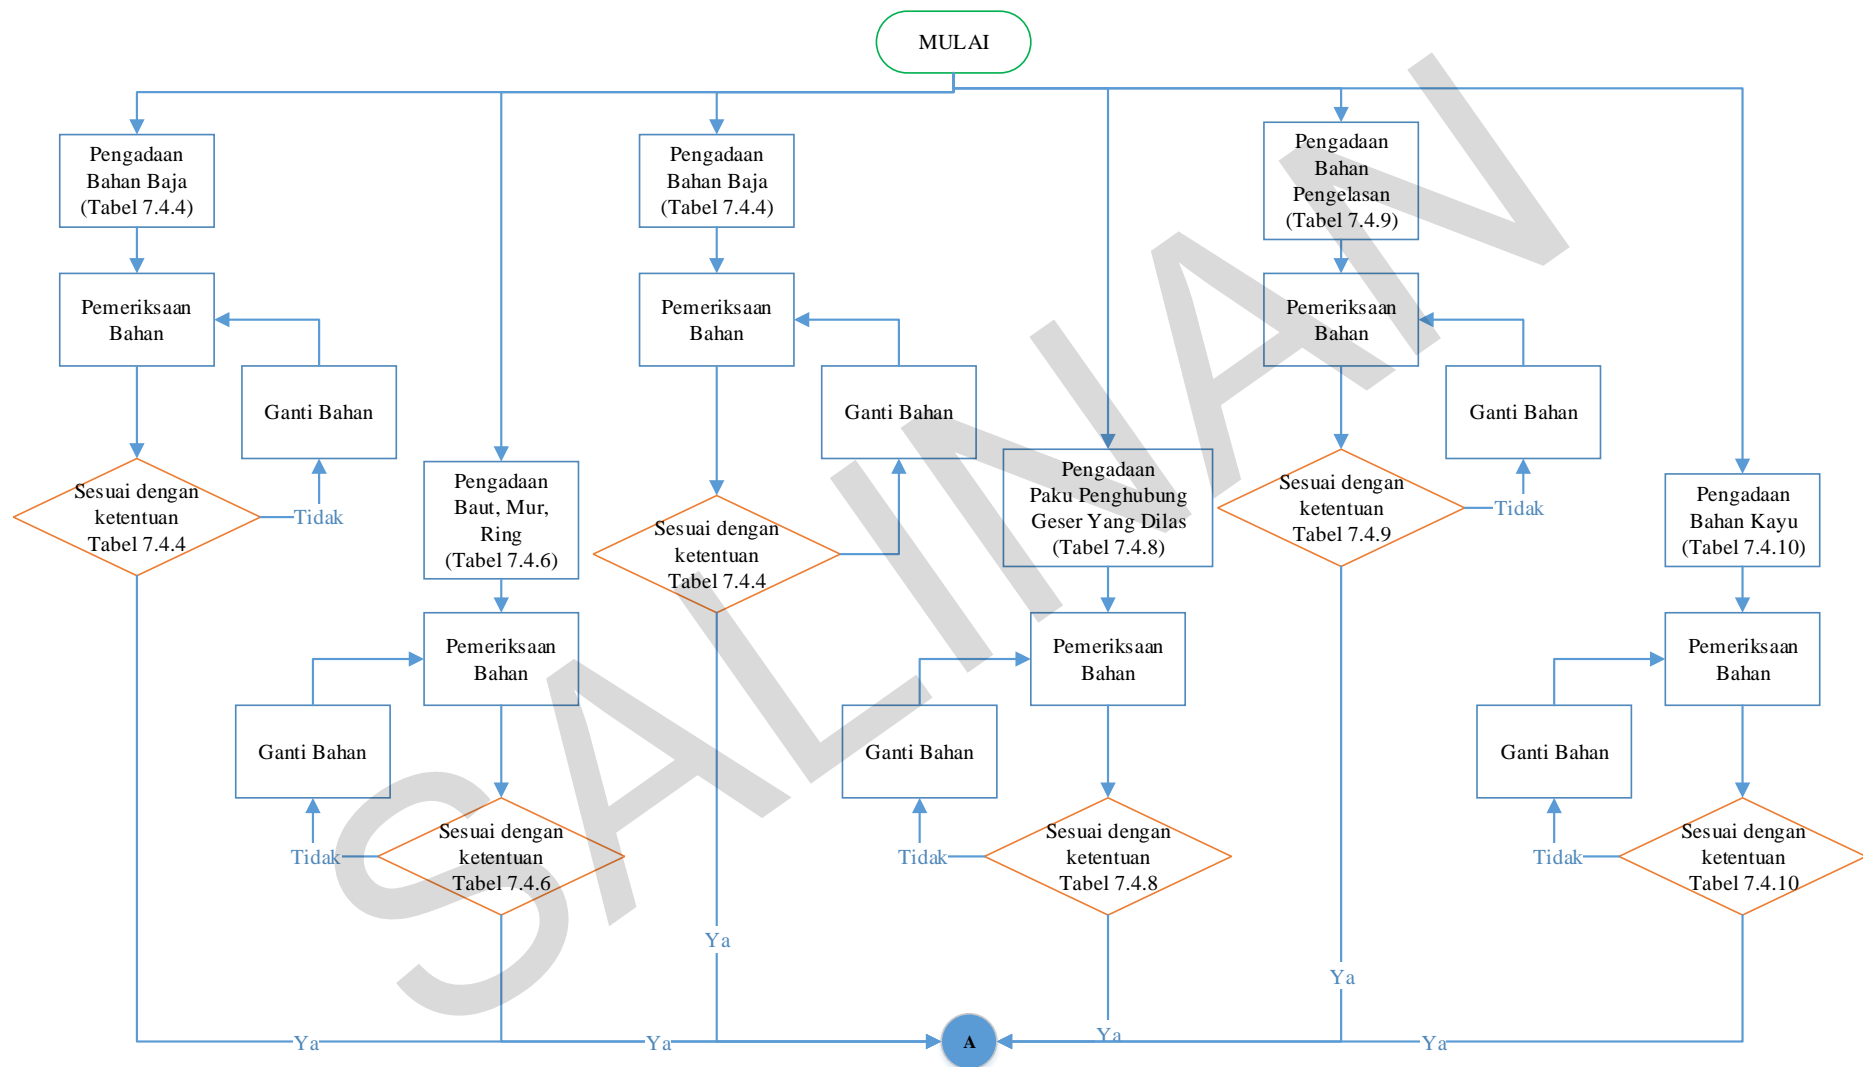 MULAI
Pengadaan
Bahan Baja
(Tabel 7.4.4)
Pemeriksaan
Bahan
Ganti Bahan
Sesuai dengan
ketentuan
Tabel 7.4.4
Tidak
Ya
Pengadaan
Baut, Mur,
Ring
(Tabel 7.4.6)
Pemeriksaan
Bahan
Ganti Bahan
Sesuai dengan
ketentuan
Tabel 7.4.6
Tidak
Ya
Pengadaan
Bahan Baja
(Tabel 7.4.4)
Pemeriksaan
Bahan
Ganti Bahan
Sesuai dengan
ketentuan
Tabel 7.4.4
Ya
Pengadaan
Paku Penghubung
Geser Yang Dilas
(Tabel 7.4.8)
Pemeriksaan
Bahan
Ganti Bahan
Sesuai dengan
ketentuan
Tabel 7.4.8
Tidak
Ya
Pengadaan
Bahan
Pengelasan
(Tabel 7.4.9)
Pemeriksaan
Bahan
Ganti Bahan
Sesuai dengan
ketentuan
Tabel 7.4.9
Tidak
Ya
Pengadaan
Bahan Kayu
(Tabel 7.4.10)
Pemeriksaan
Bahan
Ganti Bahan
Sesuai dengan
ketentuan
Tabel 7.4.10
Tidak
Ya
A
SALINAN